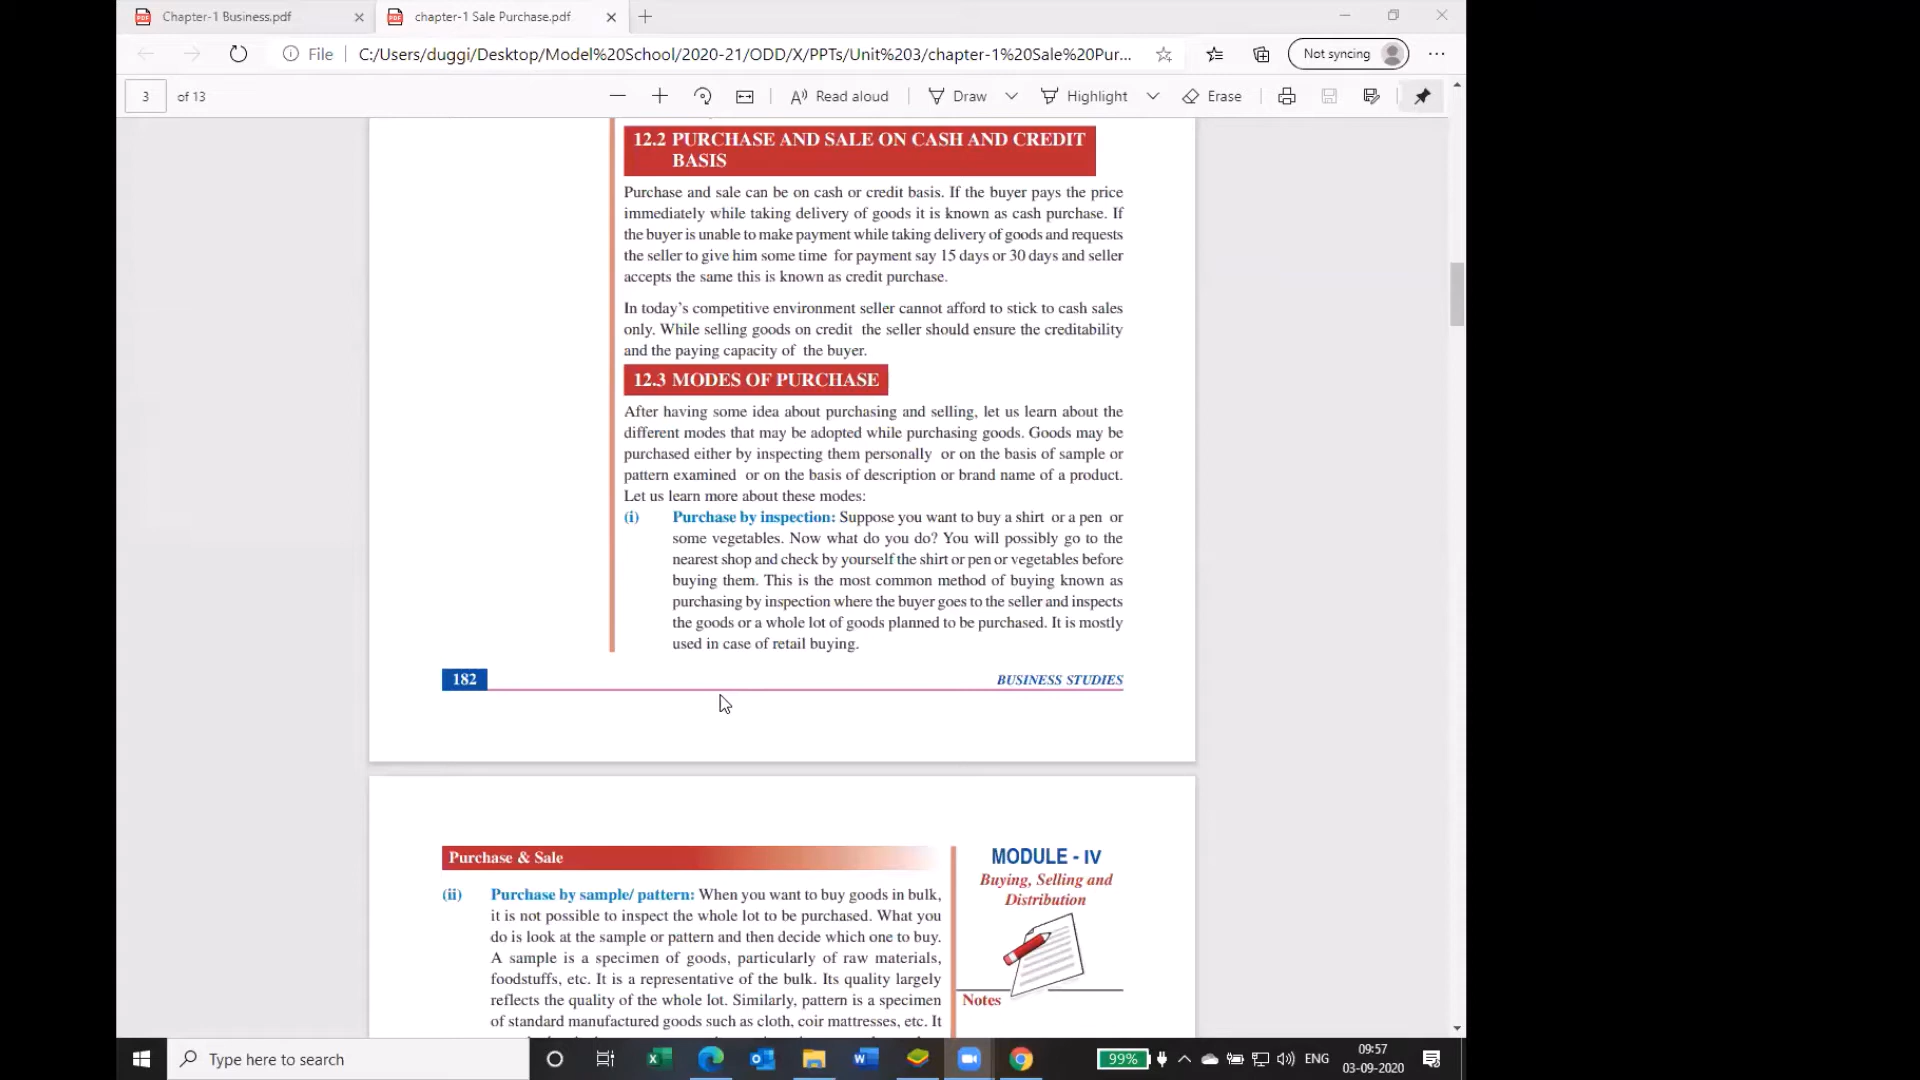 Chapter-1 Business.pdf
chapter-1 Sale Purchase.pdf
File
C:/Users/duggi/Desktop/Model%20School/2020-21/ODD/X/PPTs/Unit%203/chapter-1%20Sale%20Pur...
Not syncing
3 of 13
Read aloud
Draw
Highlight
Erase
12.2 PURCHASE AND SALE ON CASH AND CREDIT
BASIS
Purchase and sale can be on cash or credit basis. If the buyer pays the price
immediately while taking delivery of goods it is known as cash purchase. If
the buyer is unable to make payment while taking delivery of goods and requests
the seller to give him some time for payment say 15 days or 30 days and seller
accepts the same this is known as credit purchase.
In today's competitive environment seller cannot afford to stick to cash sales
only. While selling goods on credit the seller should ensure the creditability
and the paying capacity of the buyer.
12.3 MODES OF PURCHASE
After having some idea about purchasing and selling, let us learn about the
different modes that may be adopted while purchasing goods. Goods may be
purchased either by inspecting them personally or on the basis of sample or
pattern examined or on the basis of description or brand name of a product.
Let us learn more about these modes:
(i) Purchase by inspection: Suppose you want to buy a shirt or a pen or
some vegetables. Now what do you do? You will possibly go to the
nearest shop and check by yourself the shirt or pen or vegetables before
buying them. This is the most common method of buying known as
purchasing by inspection where the buyer goes to the seller and inspects
the goods or a whole lot of goods planned to be purchased. It is mostly
used in case of retail buying.
182
BUSINESS STUDIES
Purchase & Sale
(ii) Purchase by sample/ pattern: When you want to buy goods in bulk,
it is not possible to inspect the whole lot to be purchased. What you
do is look at the sample or pattern and then decide which one to buy.
A sample is a specimen of goods, particularly of raw materials,
foodstuffs, etc. It is a representative of the bulk. Its quality largely
reflects the quality of the whole lot. Similarly, pattern is a specimen
of standard manufactured goods such as cloth, coir mattresses, etc. It
MODULE - IV
Buying, Selling and
Distribution
Notes
Type here to search
99%
ENG
09:57
03-09-2020